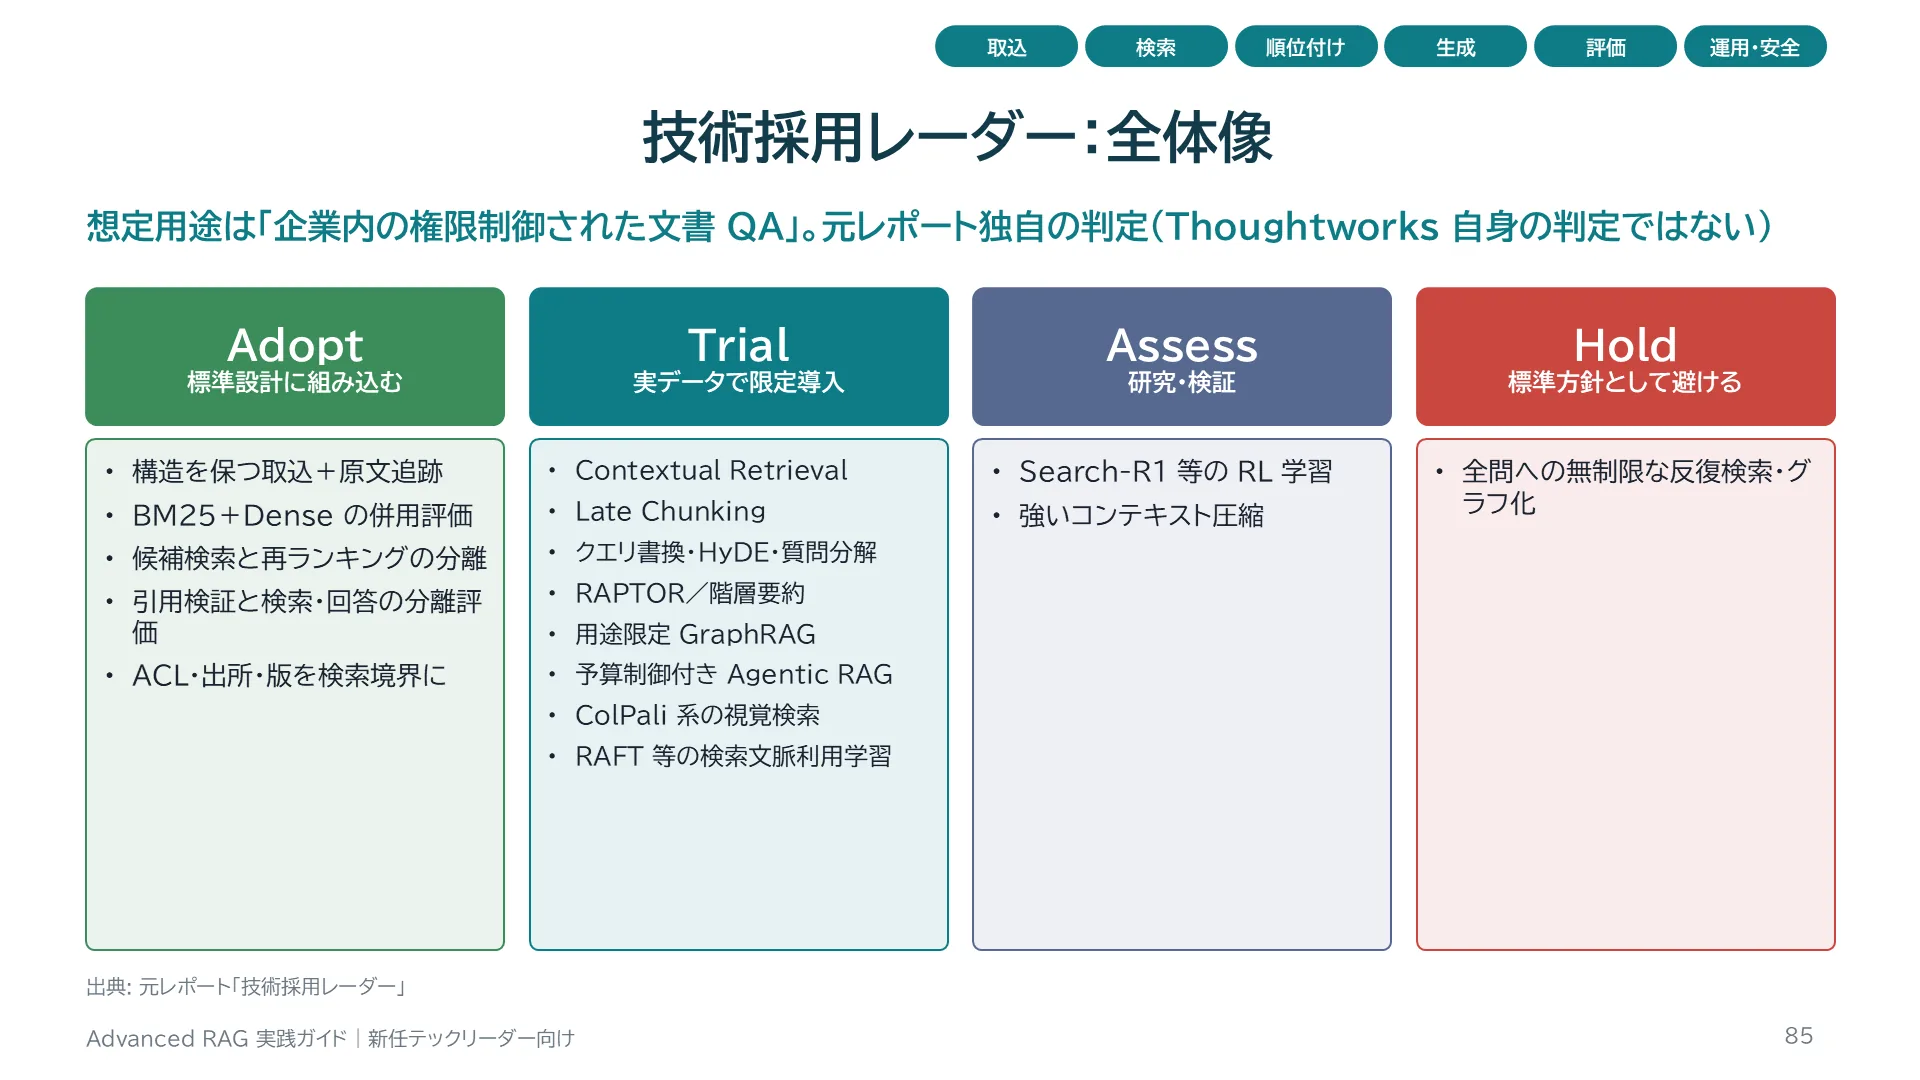 取込
検索
順位付け
生成
評価
運用・安全
技術採用レーダー：全体像
想定用途は「企業内の権限制御された文書 QA」。元レポート独自の判定（Thoughtworks 自身の判定ではない）
Adopt
標準設計に組み込む
• 構造を保つ取込＋原文追跡
• BM25＋Dense の併用評価
• 候補検索と再ランキングの分離
• 引用検証と検索・回答の分離評
価
• ACL・出所・版を検索境界に
Trial
実データで限定導入
• Contextual Retrieval
• Late Chunking
• クエリ書換・HyDE・質問分解
• RAPTOR／階層要約
• 用途限定 GraphRAG
• 予算制御付き Agentic RAG
• ColPali 系の視覚検索
• RAFT 等の検索文脈利用学習
Assess
研究・検証
• Search-R1 等の RL 学習
• 強いコンテキスト圧縮
Hold
標準方針として避ける
• 全問への無制限な反復検索・グ
ラフ化
出典: 元レポート「技術採用レーダー」
Advanced RAG 実践ガイド｜新任テックリーダー向け
85